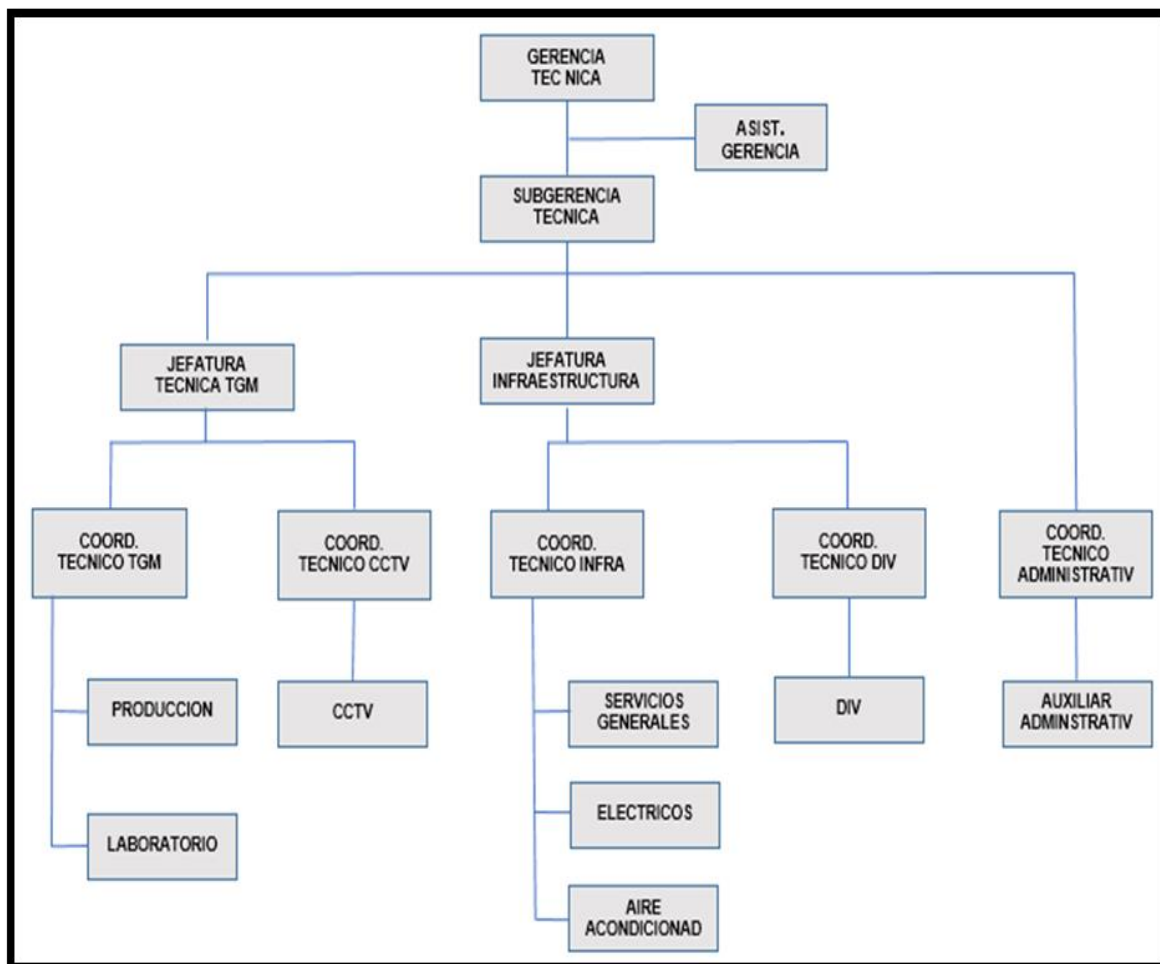 GERENCIA
TEC NICA
ASIST.
GERENCIA
SUBGERENCIA
TECNICA
JEFATURA
TECNICA TGM
JEFATURA
INFRAESTRUCTURA
COORD.
TECNICO TGM
COORD.
TECNICO CCTV
COORD.
TECNICO INFRA
COORD.
TECNICO DIV
COORD.
TECNICO
ADMINISTRATIV
PRODUCCION
CCTV
SERVICIOS
GENERALES
DIV
AUXILIAR
ADMINSTRATIV
ELECTRICOS
LABORATORIO
AIRE
ACONDICIONAD